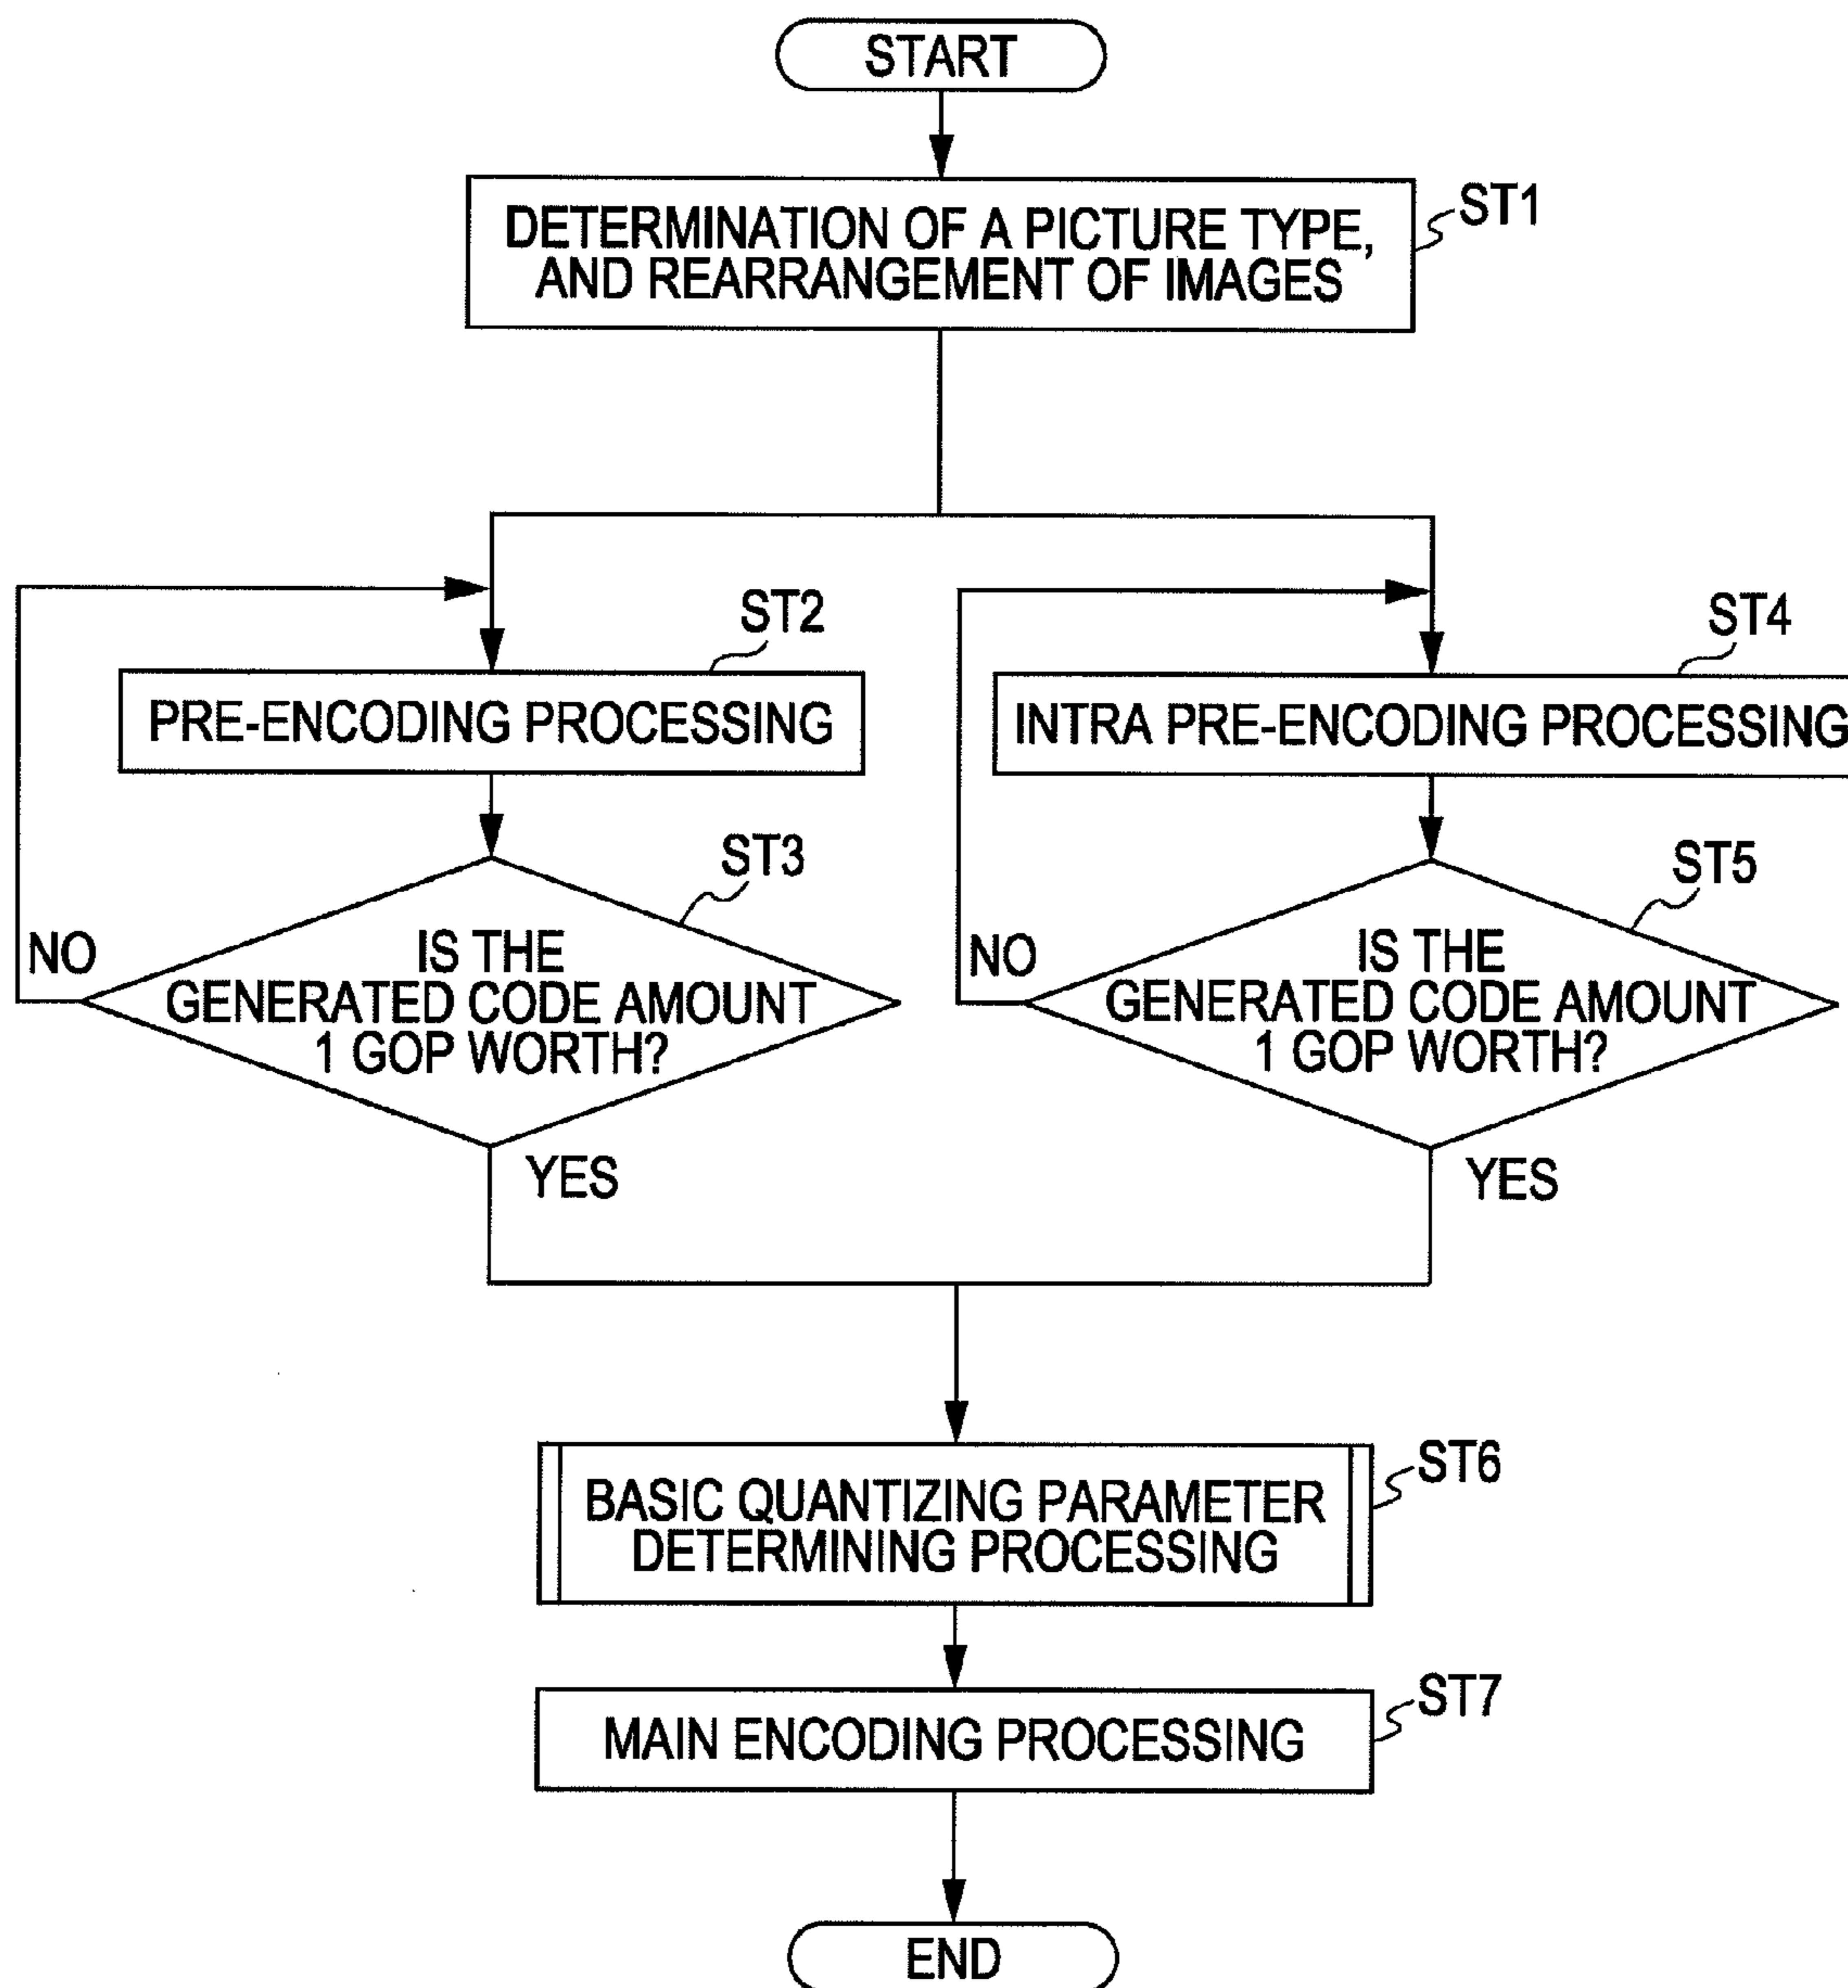 START
DETERMINATION OF A PICTURE TYPE,
AND REARRANGEMENT OF IMAGES
ST1
ST2
PRE-ENCODING PROCESSING
ST3
IS THE
GENERATED CODE AMOUNT
1 GOP WORTH?
NO
YES
ST4
INTRA PRE-ENCODING PROCESSING
ST5
IS THE
GENERATED CODE AMOUNT
1 GOP WORTH?
NO
YES
BASIC QUANTIZING PARAMETER
DETERMINING PROCESSING
ST6
MAIN ENCODING PROCESSING
ST7
END